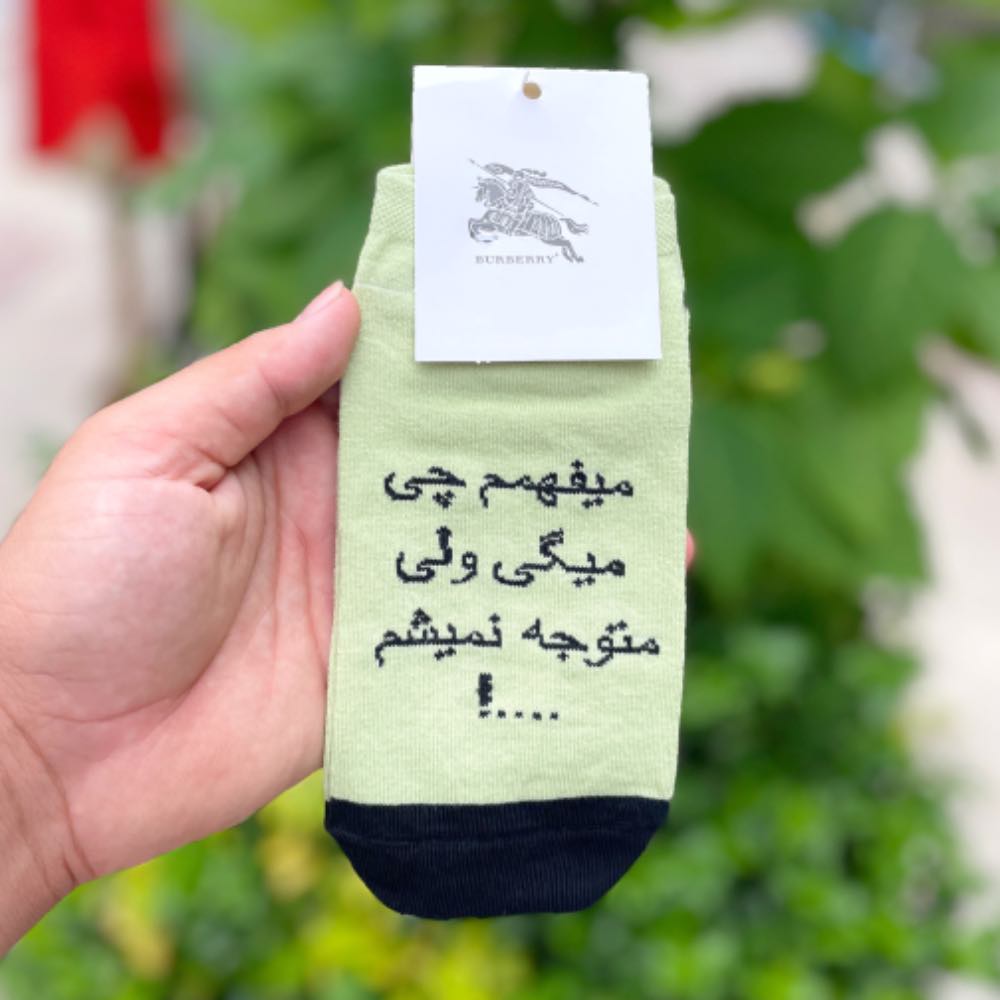 BURBERRY
میفهمم چی
میگی ولی
متوجه نمیشم
....!